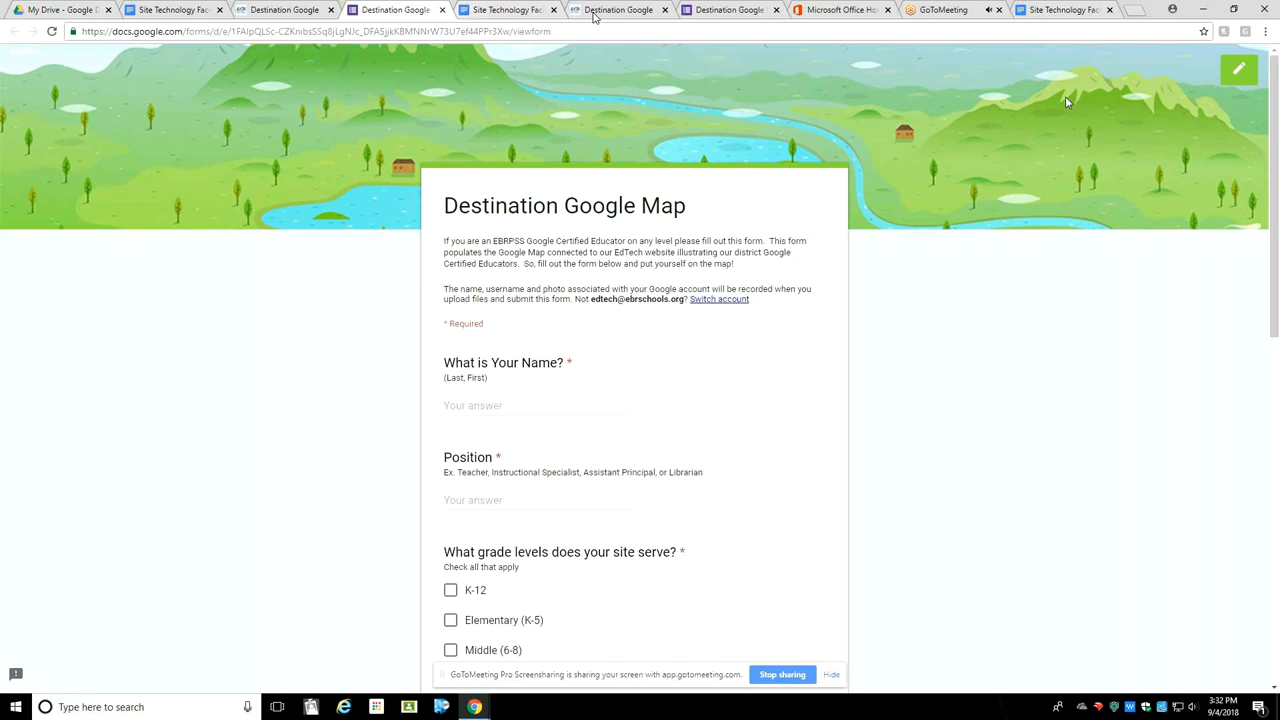 My Drive - Google D
Site Technology Fac
Destination Google
Destination Google
Site Technology Fac
Destination Google
Destination Google
Microsoft Office Ho
GoToMeeting
Site Technology Fac
https://docs.google.com/forms/d/e/1FAIpQLSc-CZKnibsSSq8jLgNJc_DFA5jjkKBMNNrW73U7ef44PPr3Xw/viewform
Destination Google Map
If you are an EBRPSS Google Certified Educator on any level please fill out this form. This form
populates the Google Map connected to our EdTech website illustrating our district Google
Certified Educators. So, fill out the form below and put yourself on the map!
The name, username and photo associated with your Google account will be recorded when you
upload files and submit this form. Not edtech@ebrschools.org? Switch account
* Required
What is Your Name? *
(Last, First)
Your answer
Position *
Ex. Teacher, Instructional Specialist, Assistant Principal, or Librarian
Your answer
What grade levels does your site serve? *
Check all that apply
K-12
Elementary (K-5)
Middle (6-8)
GoToMeeting Pro Screensharing is sharing your screen with app.gotomeeting.com.
Stop sharing
Hide
Type here to search
3:32 PM
9/4/2018